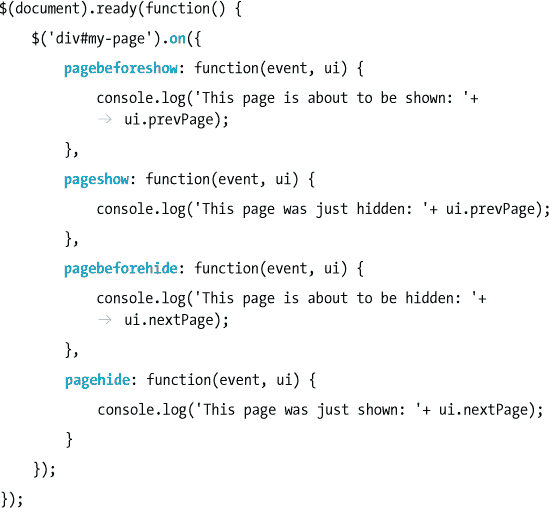 $(document).ready(function() {
$('div#my-page').on({
pagebeforeshow: function(event, ui) {
console.log('This page is about to be shown: '+
→ ui.prevPage);
},
pageshow: function(event, ui) {
console.log('This page was just hidden: '+ ui.prevPage);
},
pagebeforehide: function(event, ui) {
console.log('This page is about to be hidden: '+
→ ui.nextPage);
},
pagehide: function(event, ui) {
console.log('This page was just shown: '+ ui.nextPage);
}
});
});